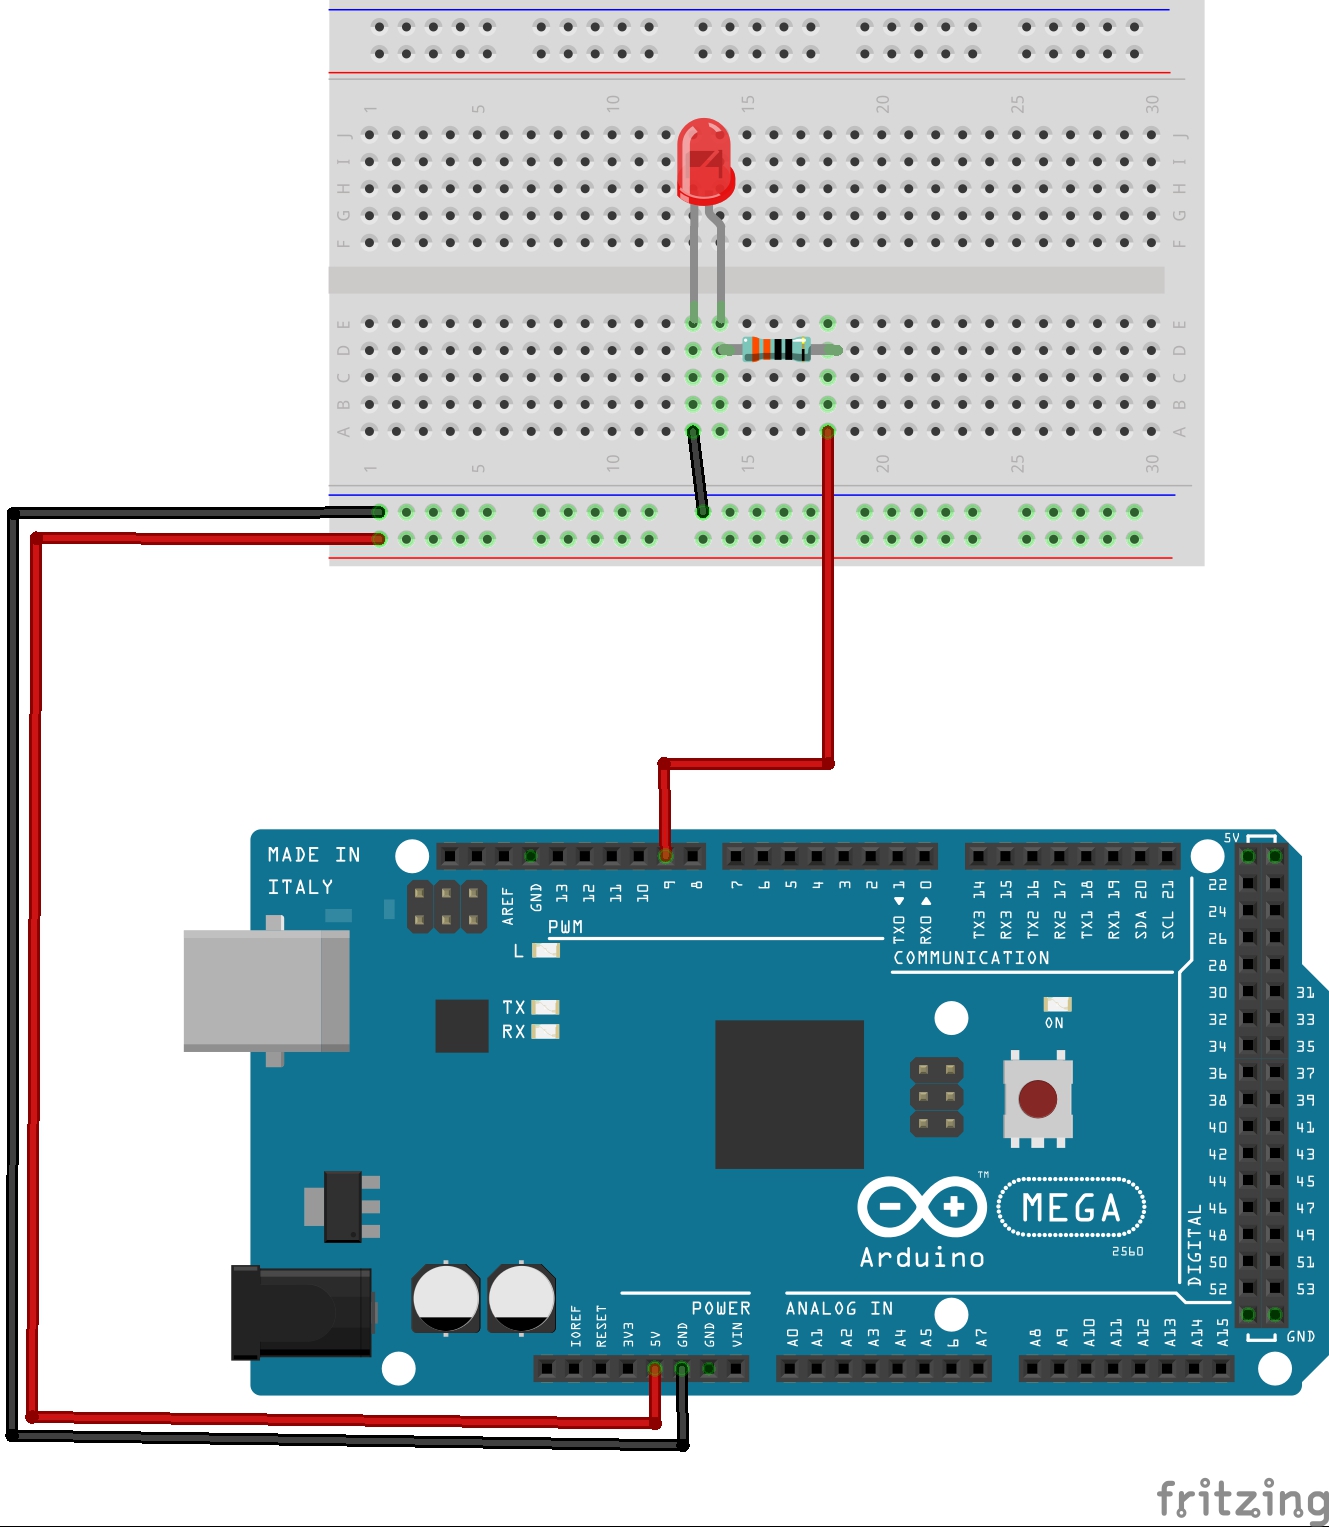 1 5 10 15 20 25 30
J J
I I
H H
G G
F F
E E
D D
C C
B B
A A
1 5 10 15 20 25 30
MADE IN
ITALY
AREF GND 13 12 11 10 9 8 7 6 5 4 3 2 TX0 1 RX0 0 TX3 14 RX3 15 TX2 16 RX2 17 TX1 18 RX1 19 SDA 20 SCL 21
5V
PWM
COMMUNICATION
L
TX
RX
ON
22
24
26
28
30 31
32 33
34 35
36 37
38 39
40 41
42 43
44 45
46 47
48 49
50 51
52 53
DIGITAL
GND
TM
MEGA
2560
Arduino
POWER
ANALOG IN
IOREF RESET 3V3 5V GND GND VIN
A0 A1 A2 A3 A4 A5 6 A7 A8 A9 A10 A11 A12 A13 A14 A15
fritzing